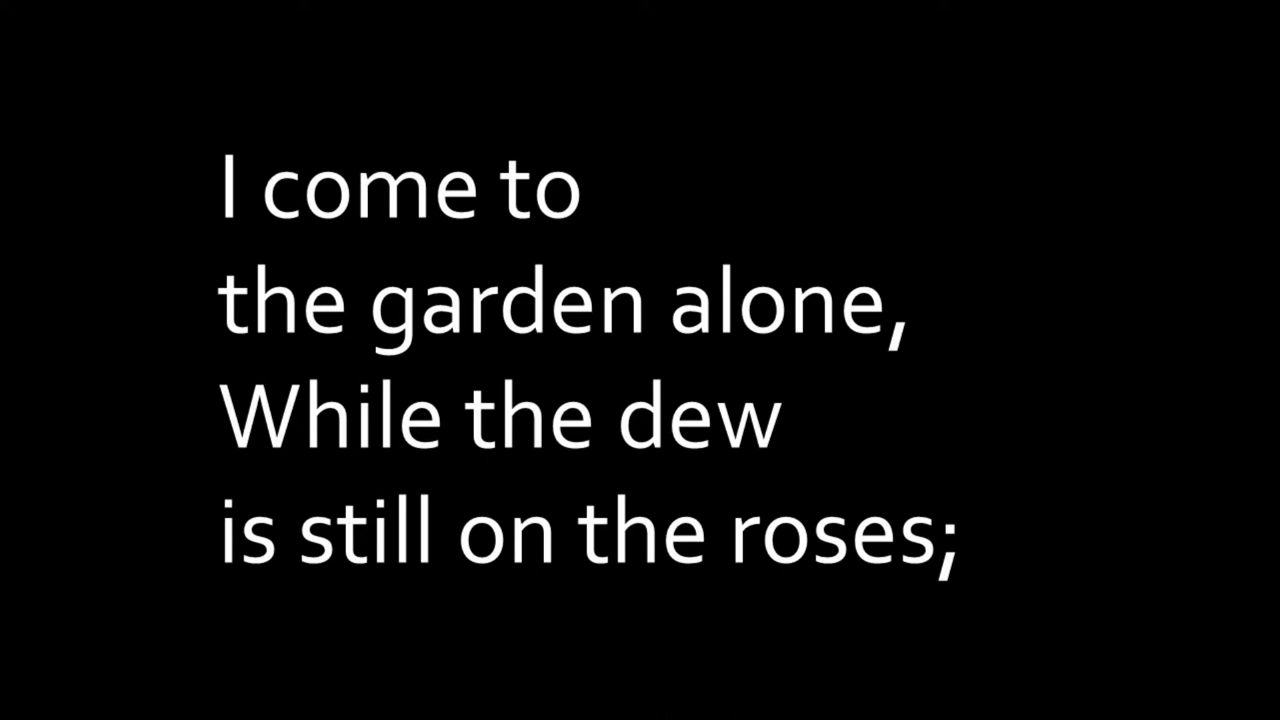 I come to
the garden alone,
While the dew
is still on the roses;